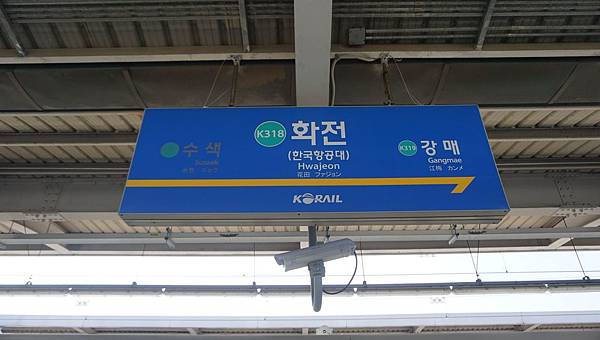 수색
Susaek
K318 화전
(한국항공대)
Hwajeon
花田 ファジョン
K319 강매
Gangmae
江梅 カンメ
KORAIL